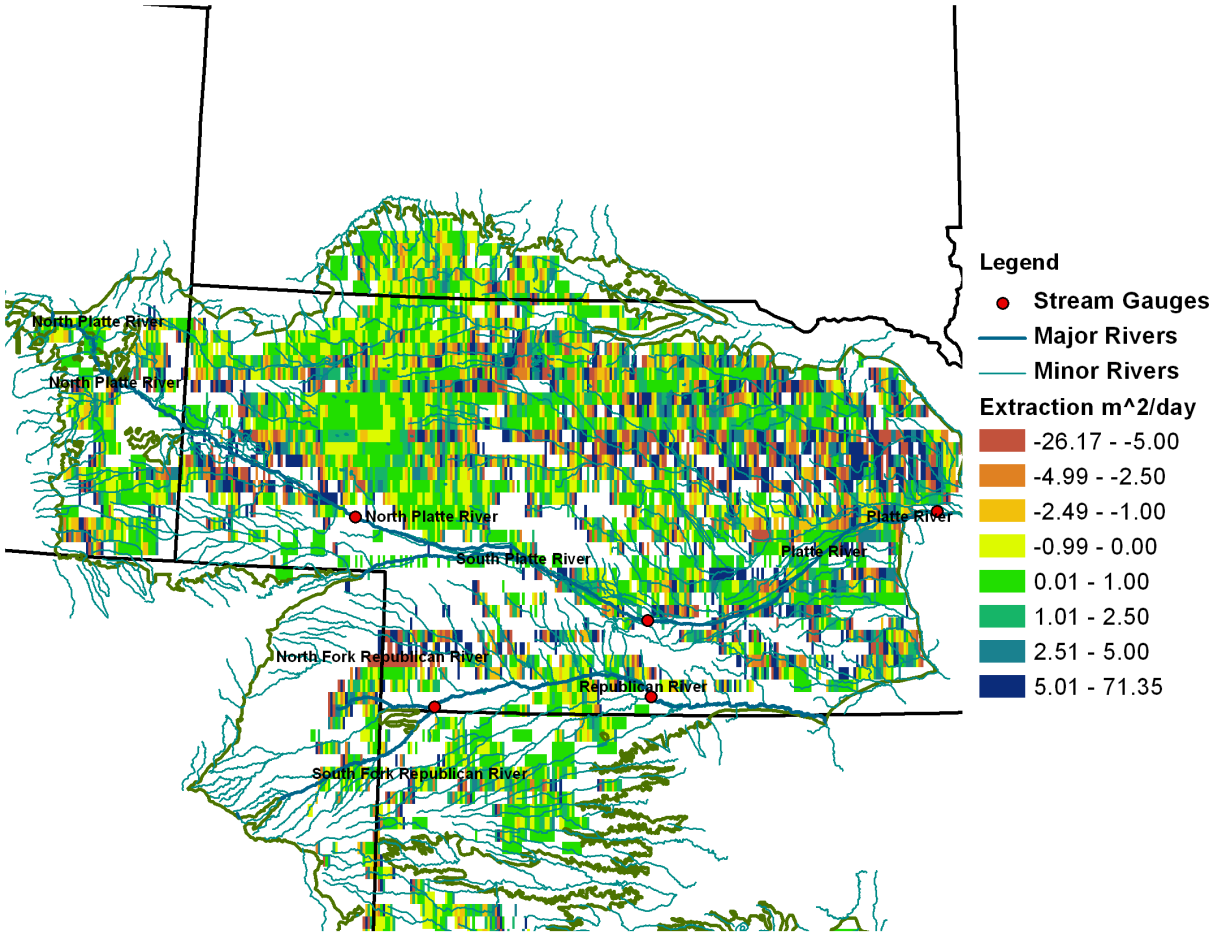 Legend
North Platte River
Stream Gauges
Major Rivers
Minor Rivers
North Platte River
Extraction m^2/day
-26.17 - -5.00
-4.99 - -2.50
-2.49 - -1.00
North Platte River
Platte River
-0.99 - 0.00
South Platte River
Platte River
0.01 - 1.00
1.01 - 2.50
2.51 - 5.00
North Fork Republican River
Republican River
5.01 - 71.35
South Fork Republican River